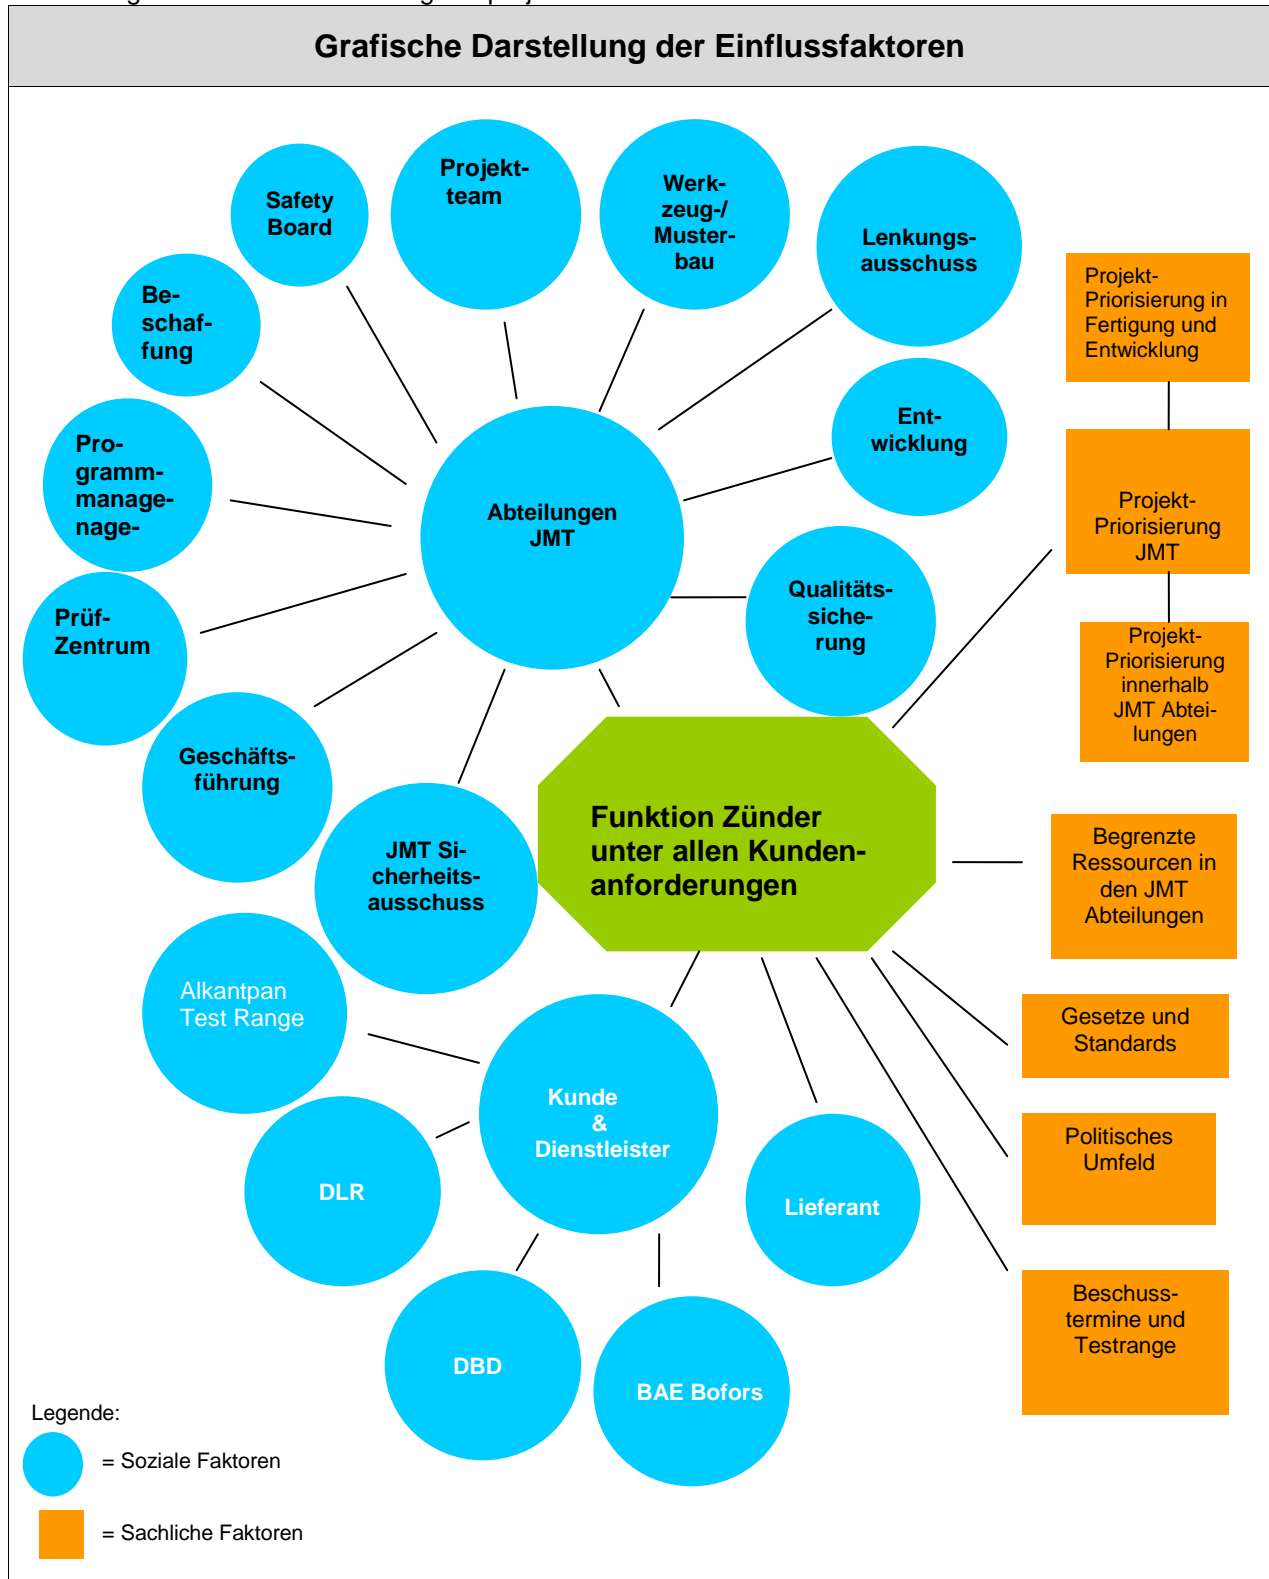 Grafische Darstellung der Einflussfaktoren
Safety
Board
Projekt-
team
Werk-
zeug-/
Muster-
bau
Lenkungs-
ausschuss
Projekt-
Priorisierung in
Fertigung und
Entwicklung
Be-
schaf-
fung
Ent-
wicklung
Pro-
gramm-
manage-
nage-
Abteilungen
JMT
Projekt-
Priorisierung
JMT
Qualitäts-
siche-
rung
Prüf-
Zentrum
Projekt-
Priorisierung
innerhalb
JMT Abtei-
lungen
Geschäfts-
führung
JMT Si-
cherheits-
ausschuss
Funktion Zünder
unter allen Kunden-
anforderungen
Begrenzte
Ressourcen in
den JMT
Abteilungen
Alkantpan
Test Range
Gesetze und
Standards
Kunde
&
Dienstleister
Politisches
Umfeld
DLR
Lieferant
Beschuss-
termine und
Testrange
DBD
BAE Bofors
Legende:
= Soziale Faktoren
= Sachliche Faktoren